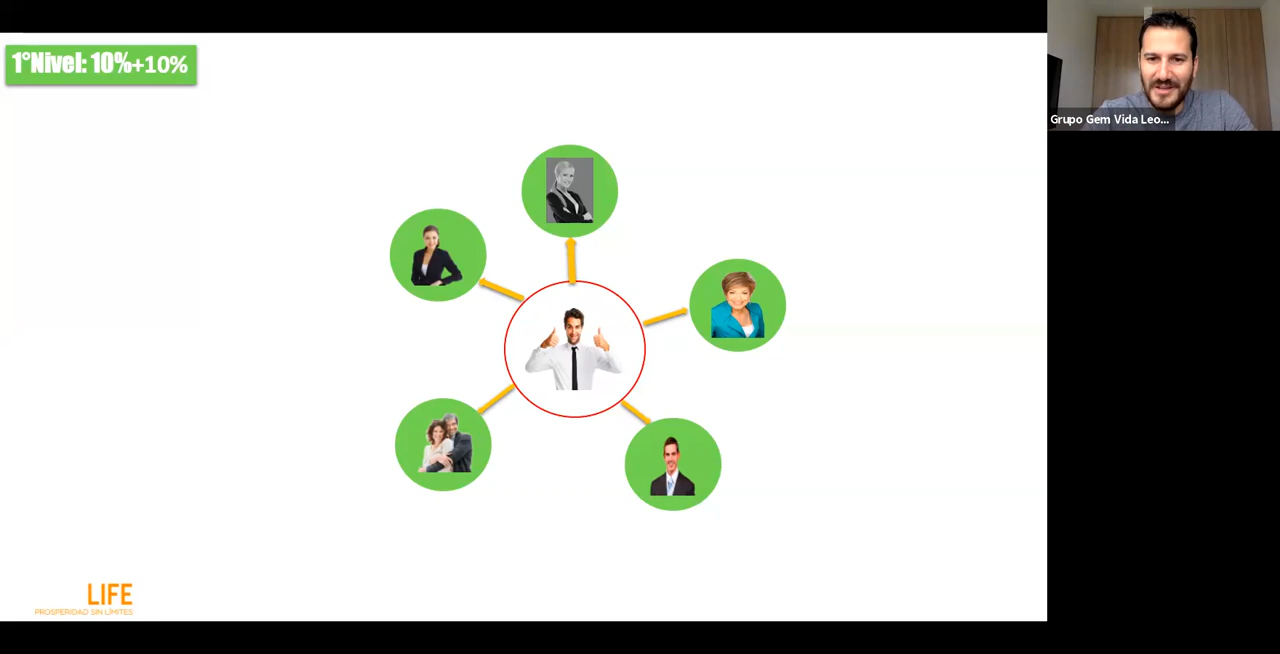 1°Nivel: 10%+10%
Grupo Gem Vida Leo...
LIFE
PROSPERIDAD SIN LÍMITES